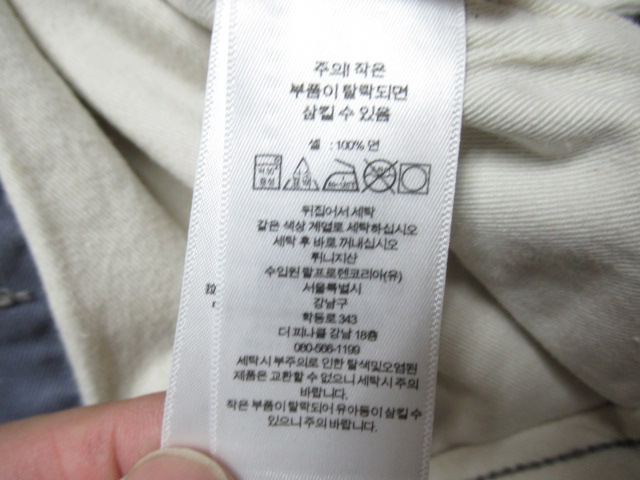 주의! 작은
부품이 탈락되면
삼킬 수 있음
셸 : 100% 면
80~120℃
뒤집어서 세탁
같은 색상 계열로 세탁하십시오
세탁 후 바로 꺼내십시오
튀니지산
수입원 랄프로렌코리아(유)
서울특별시
강남구
학동로 343
더 피나클 강남 18층
080-566-1199
세탁시 부주의로 인한 탈색및오염된
제품은 교환할 수 없으니 세탁시 주의
바랍니다.
작은 부품이 탈락되어 유아동이 삼킬 수
있으니 주의 바랍니다.